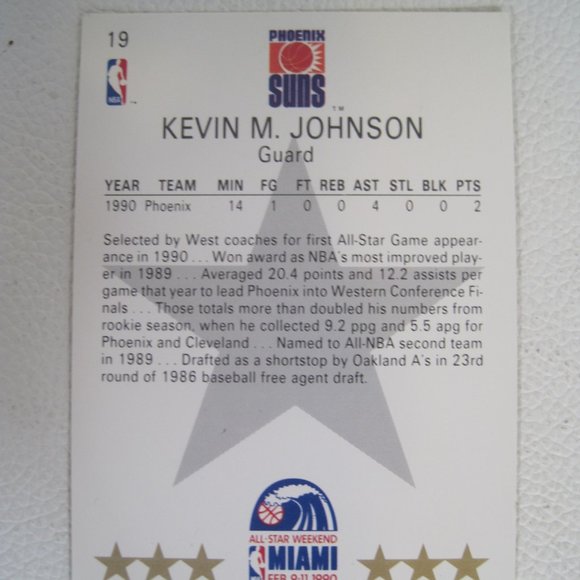 19
PHOENIX
SUNS
TM
NBA
KEVIN M. JOHNSON
Guard
YEAR TEAM MIN FG FT REB AST STL BLK PTS
1990 Phoenix 14 1 0 0 4 0 0 2
Selected by West coaches for first All-Star Game appear-
ance in 1990 . . . Won award as NBA's most improved play-
er in 1989 . . . Averaged 20.4 points and 12.2 assists per
game that year to lead Phoenix into Western Conference Fi-
nals . . . Those totals more than doubled his numbers from
rookie season, when he collected 9.2 ppg and 5.5 apg for
Phoenix and Cleveland . . . Named to All-NBA second team
in 1989 . . . Drafted as a shortstop by Oakland A's in 23rd
round of 1986 baseball free agent draft.
ALL-STAR WEEKEND
MIAMI
FEB. 9-11, 1990